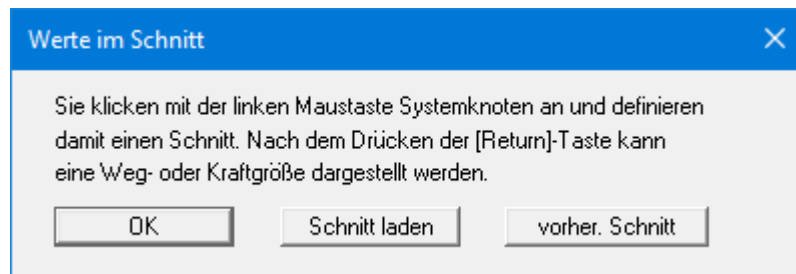 Werte im Schnitt
Sie klicken mit der linken Maustaste Systemknoten an und definieren
damit einen Schnitt. Nach dem Drücken der [Return]-Taste kann
eine Weg- oder Kraftgröße dargestellt werden.
OK Schnitt laden vorher. Schnitt